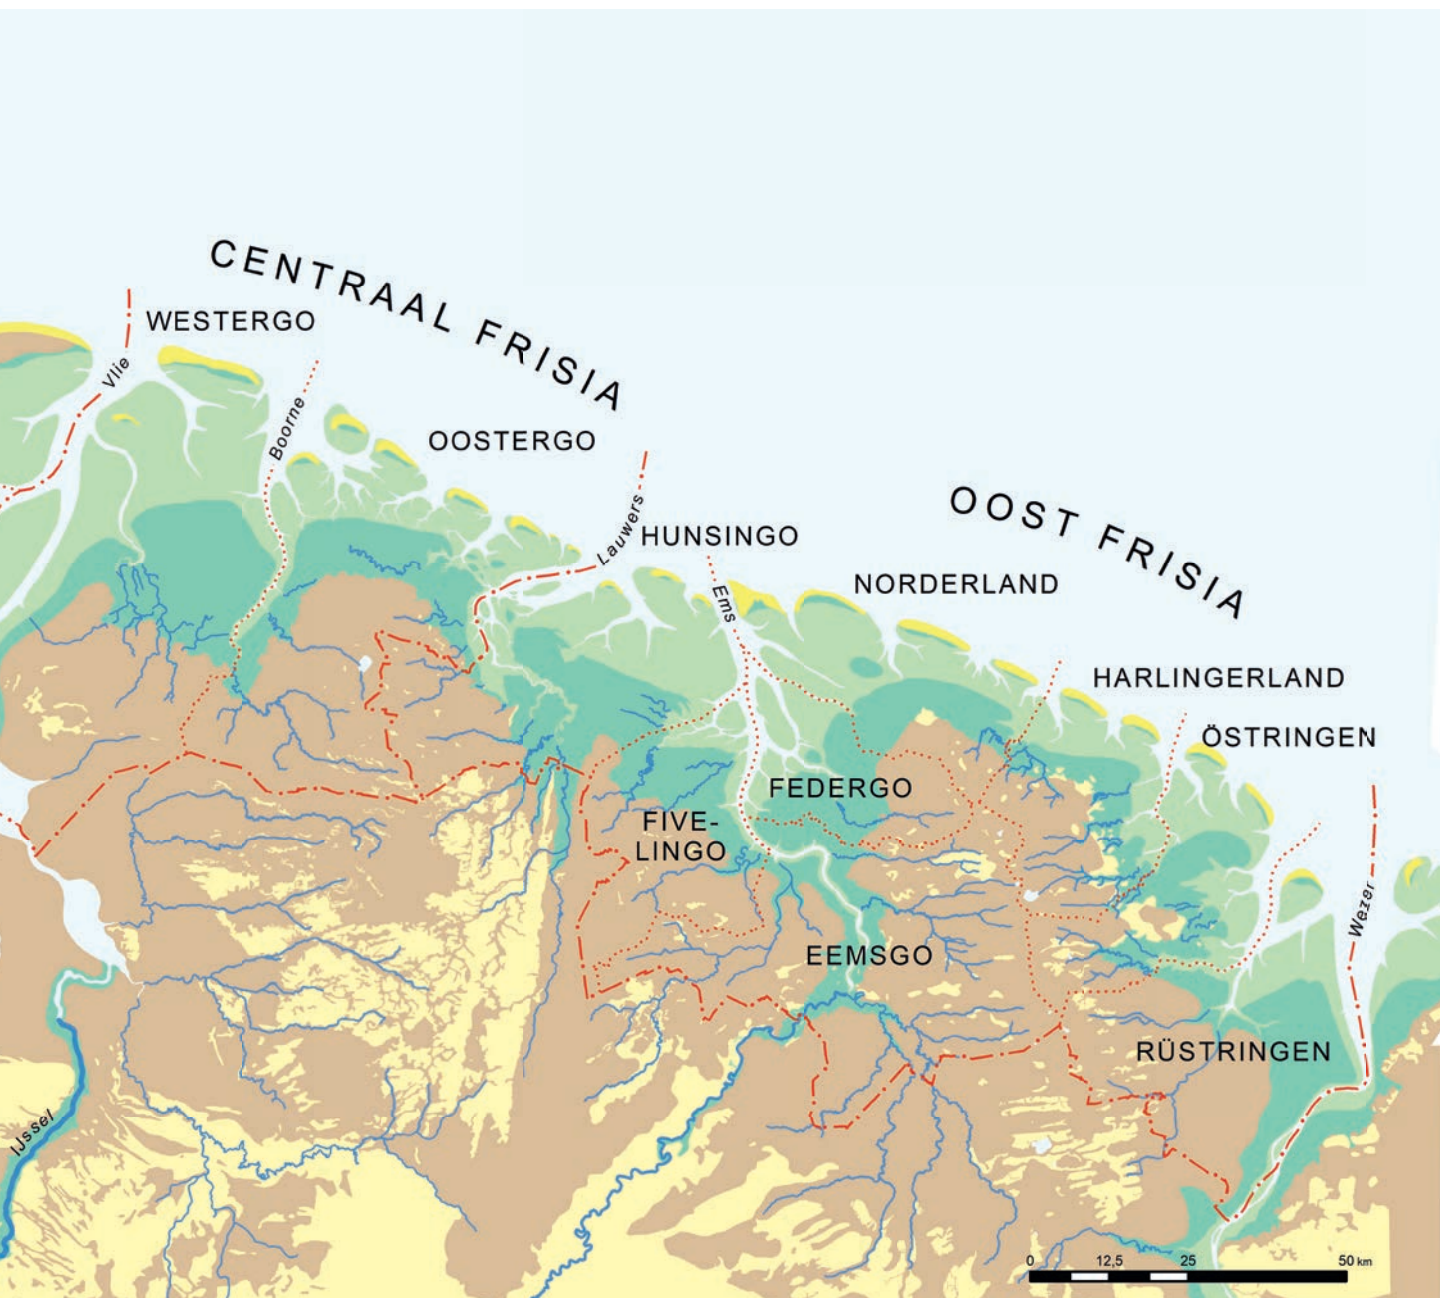 CENTRAAL FRISIA
WESTERGO
Vlie
Boorne
OOSTERGO
Lauwers
OOST FRISIA
HUNSINGO
Ems
NORDERLAND
HARLINGERLAND
ÖSTRINGEN
FEDERGO
FIVE-
LINGO
Wezer
EEMSGO
RÜSTRINGEN
IJssel
0 12,5 25 50 km